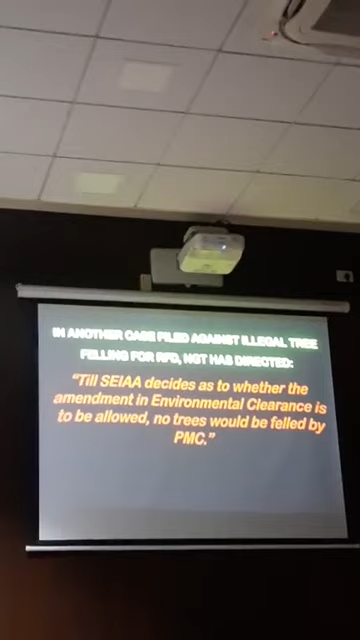 IN ANOTHER CASE FILED AGAINST ILLEGAL TREE
FELLING FOR RFD, NGT HAS DIRECTED:
"Till SEIAA decides as to whether the
amendment in Environmental Clearance is
to be allowed, no trees would be felled by
PMC."